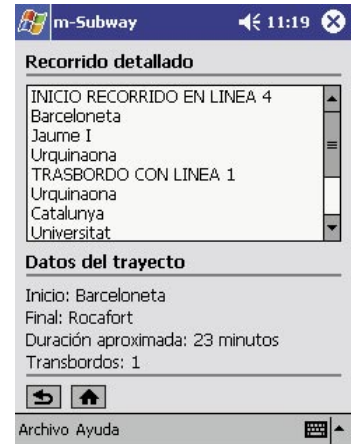 m-Subway 11:19
Recorrido detallado
INICIO RECORRIDO EN LINEA 4
Barceloneta
Jaume I
Urquinaona
TRASBORDO CON LINEA 1
Urquinaona
Catalunya
Universitat
Datos del trayecto
Inicio: Barceloneta
Final: Rocafort
Duración aproximada: 23 minutos
Transbordos: 1
Archivo Ayuda